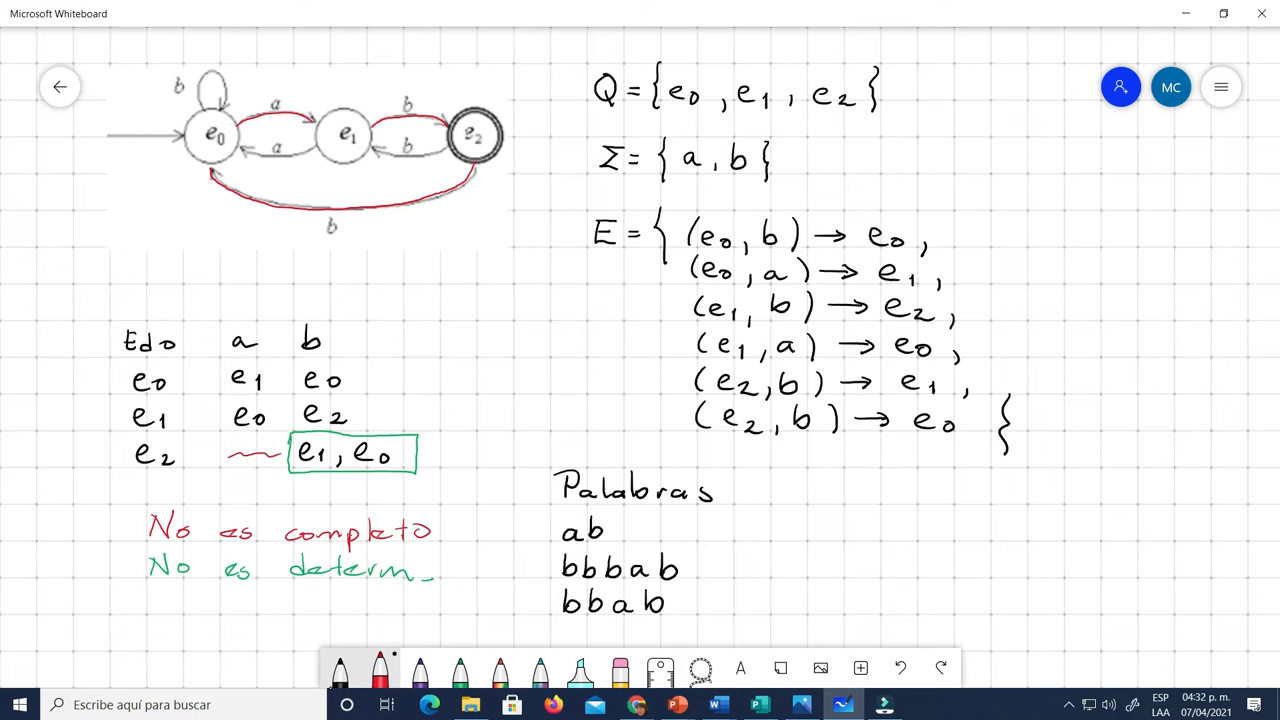 Microsoft Whiteboard
MC
b
a
b
e0
e1
e2
a
b
b
Q = {e0, e1, e2}
Σ = {a, b}
E = { (e0, b) → e0,
(e0, a) → e1,
(e1, b) → e2,
(e1, a) → e0,
(e2, b) → e1,
(e2, b) → e0 }
Edo a b
e0 e1 e0
e1 e0 e2
e2 e1, e0
No es completo
No es determ
Palabras
ab
bbbab
bbab
A
Escribe aquí para buscar
ESP
LAA
04:32 p. m.
07/04/2021